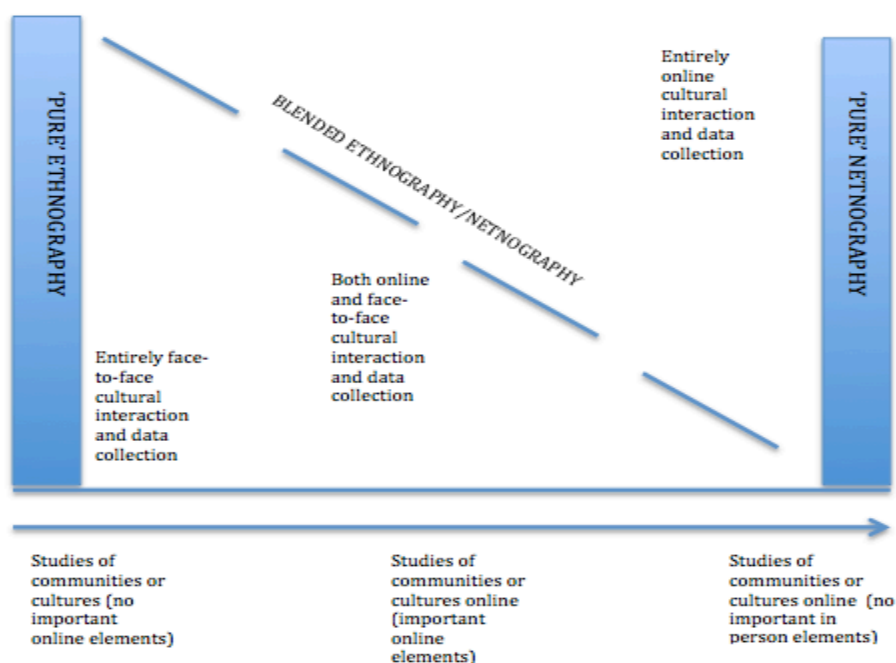 'PURE' ETHNOGRAPHY
Entirely face-
to-face
cultural
interaction
and data
collection
BLENDED ETHNOGRAPHY/NETNOGRAPHY
Both online
and face-
to-face
cultural
interaction
and data
collection
Entirely
online
cultural
interaction
and data
collection
'PURE' NETNOGRAPHY
Studies of
communities or
cultures (no
important
online elements)
Studies of
communities or
cultures online
(important
online
elements)
Studies of
communities or
cultures online (no
important in
person elements)